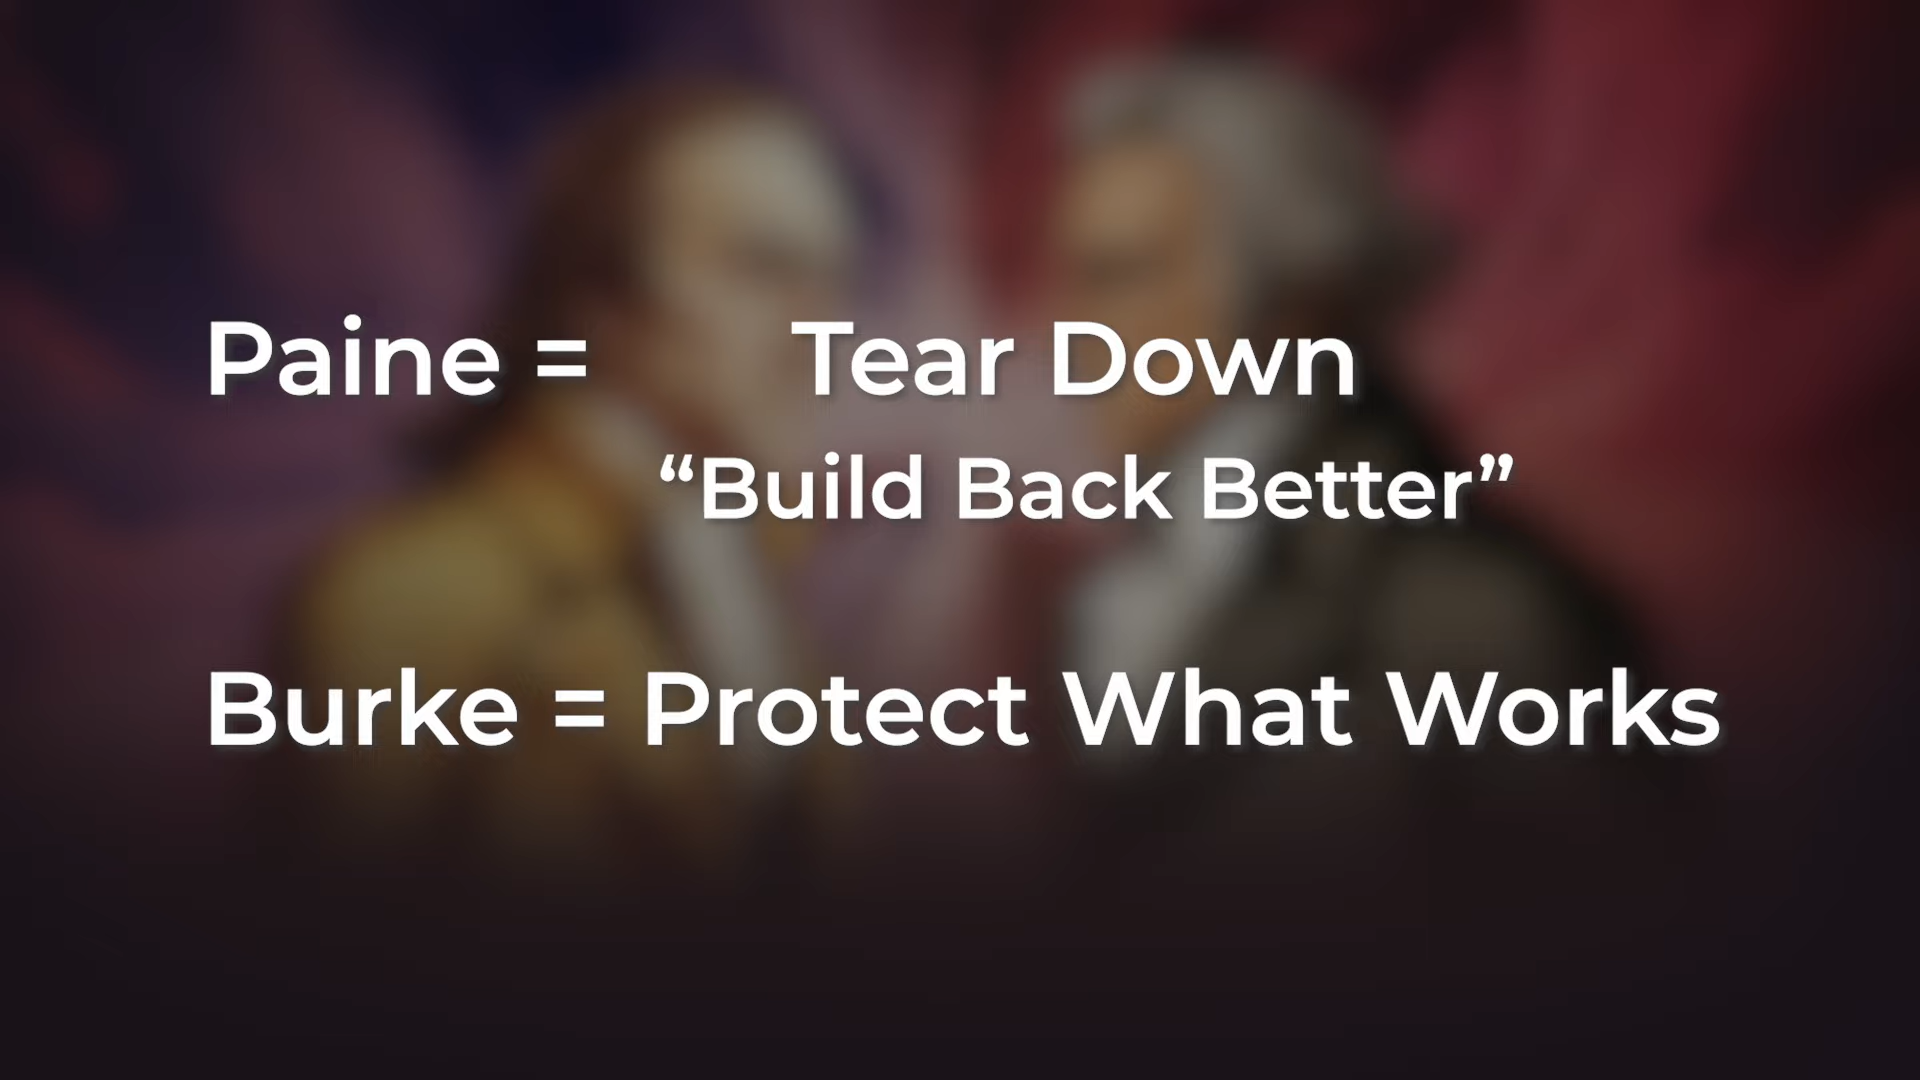 Paine = Tear Down
“Build Back Better”
Burke = Protect What Works